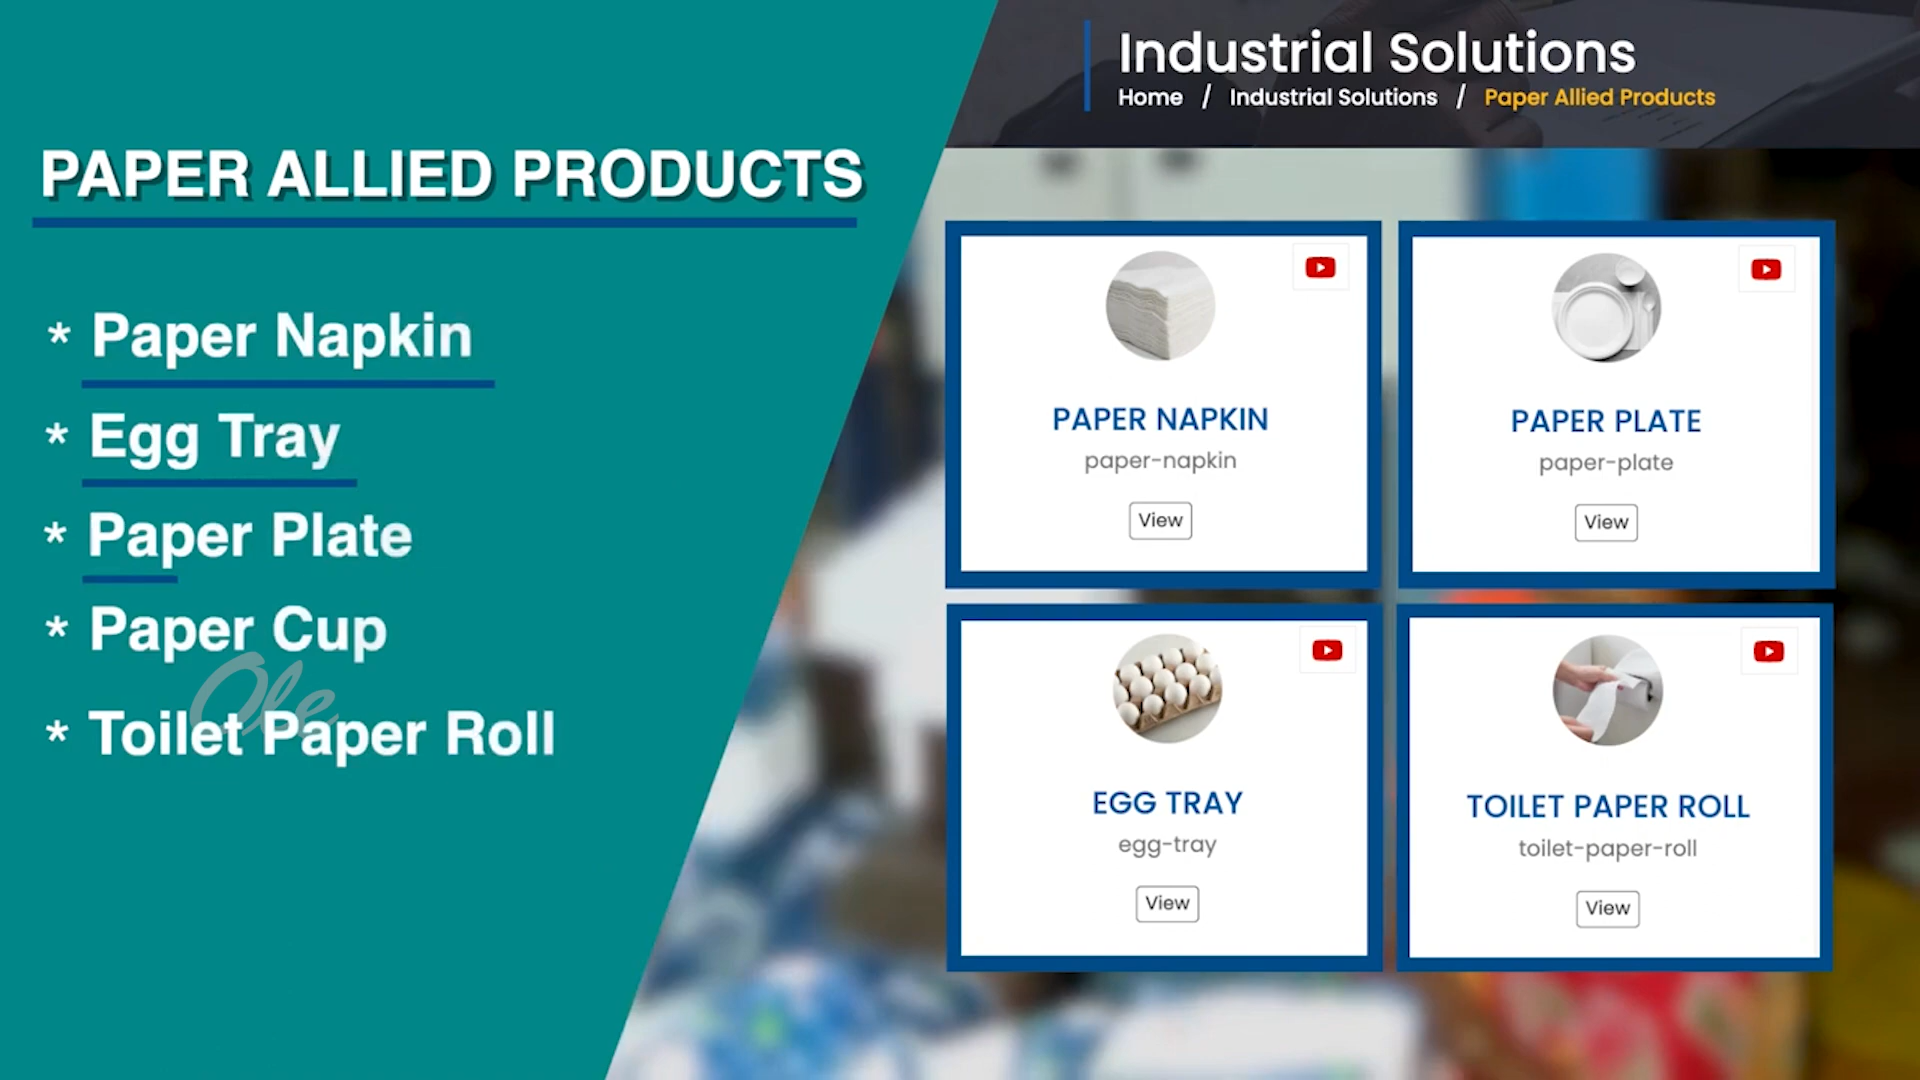 PAPER ALLIED PRODUCTS
* Paper Napkin
* Egg Tray
* Paper Plate
* Paper Cup
Ole
* Toilet Paper Roll
Industrial Solutions
Home / Industrial Solutions / Paper Allied Products
PAPER NAPKIN
paper-napkin
View
PAPER PLATE
paper-plate
View
EGG TRAY
egg-tray
View
TOILET PAPER ROLL
toilet-paper-roll
View